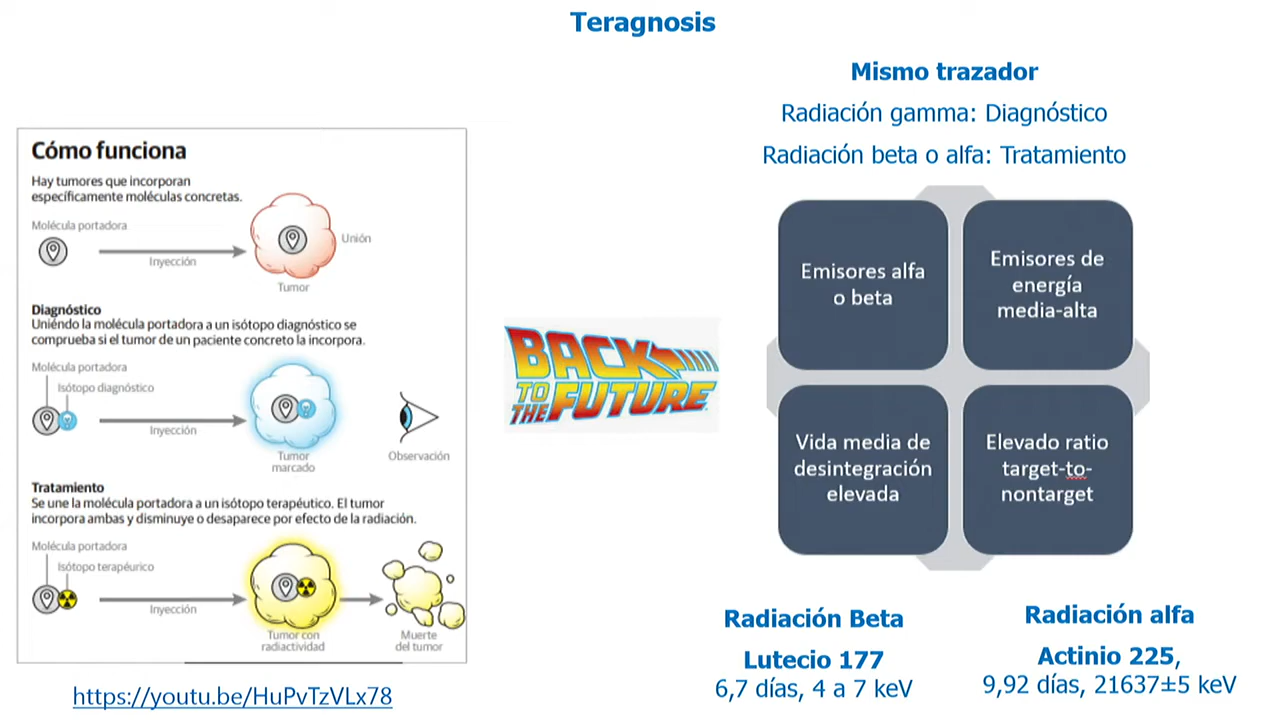 Teragnosis
Cómo funciona
Hay tumores que incorporan
específicamente moléculas concretas.
Molécula portadora
Inyección
Unión
Tumor
Diagnóstico
Uniéndo la molécula portadora a un isótopo diagnóstico se
comprueba si el tumor de un paciente concreto la incorpora.
Molécula portadora
Isótopo diagnóstico
Inyección
Tumor
marcado
Observación
Tratamiento
Se une la molécula portadora a un isótopo terapéutico. El tumor
incorpora ambas y disminuye o desaparece por efecto de la radiación.
Molécula portadora
Isótopo terapéurico
Inyección
Tumor con
radiactividad
Muerte
del tumor
https://youtu.be/HuPvTzVLx78
BACK
TO
THE FUTURE
Mismo trazador
Radiación gamma: Diagnóstico
Radiación beta o alfa: Tratamiento
Emisores alfa
o beta
Emisores de
energía
media-alta
Vida media de
desintegración
elevada
Elevado ratio
target-to-
nontarget
Radiación Beta
Lutecio 177
6,7 días, 4 a 7 keV
Radiación alfa
Actinio 225,
9,92 días, 21637±5 keV